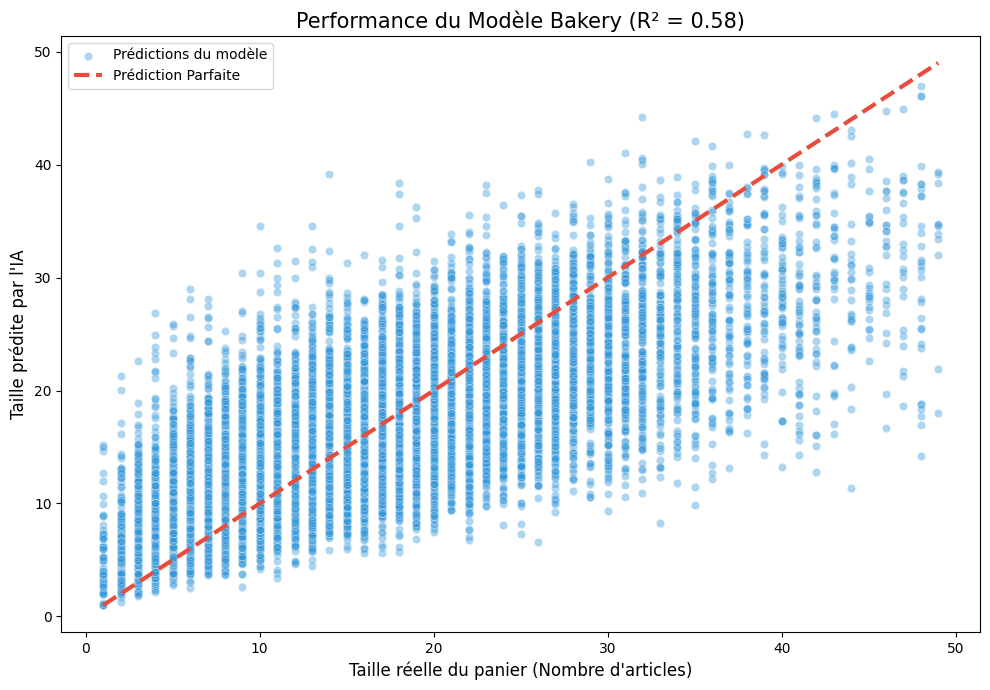 Performance du Modèle Bakery (R² = 0.58)
Prédictions du modèle
Prédiction Parfaite
Taille prédite par l'IA
50
40
30
20
10
0
0 10 20 30 40 50
Taille réelle du panier (Nombre d'articles)